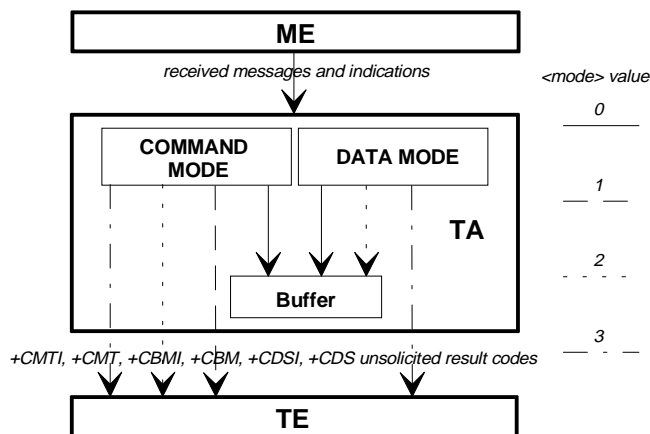 ME
received messages and indications
<mode> value
0
COMMAND
MODE
DATA MODE
1
TA
2
Buffer
3
+CMTI, +CMT, +CBMI, +CBM, +CDSI, +CDS unsolicited result codes
TE